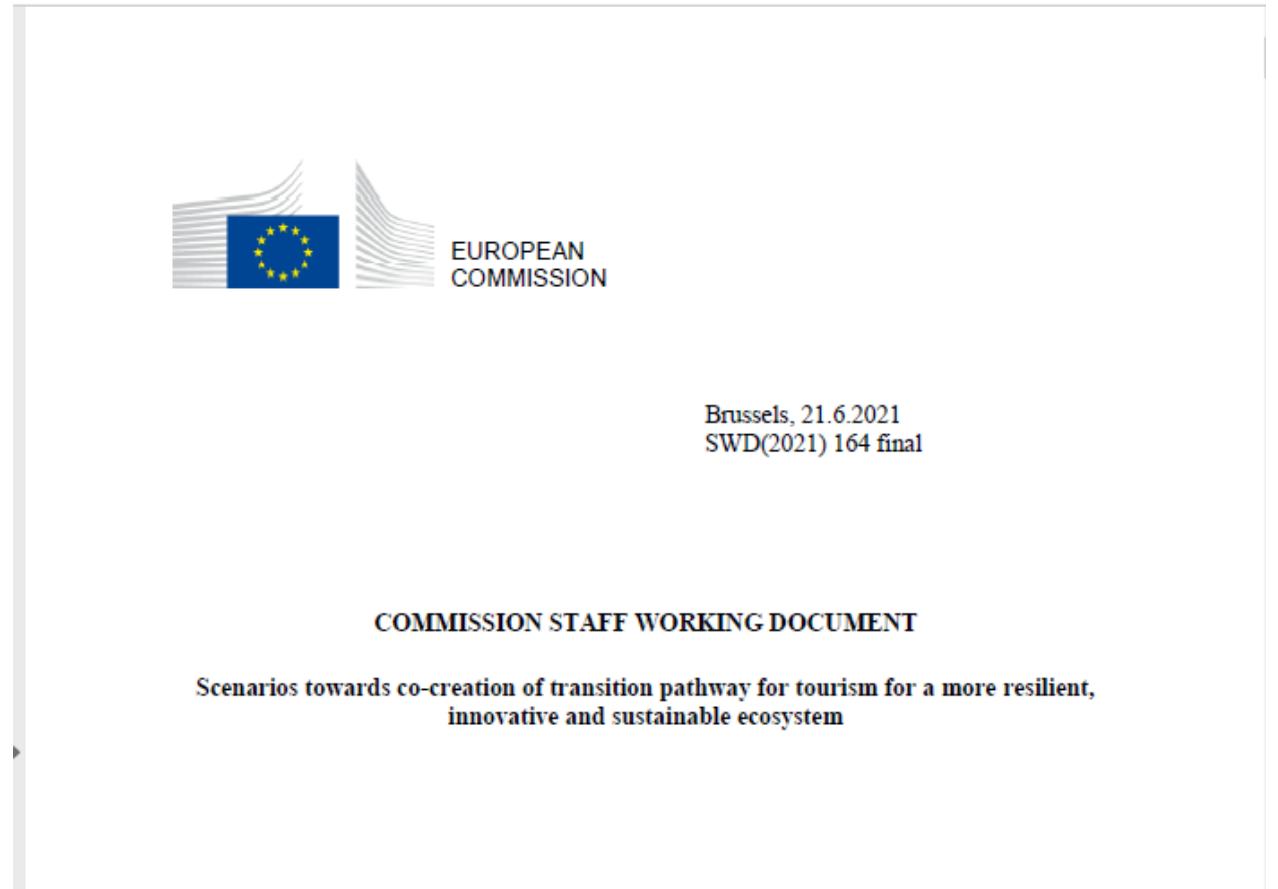 EUROPEAN
COMMISSION
Brussels, 21.6.2021
SWD(2021) 164 final
COMMISSION STAFF WORKING DOCUMENT
Scenarios towards co-creation of transition pathway for tourism for a more resilient,
innovative and sustainable ecosystem